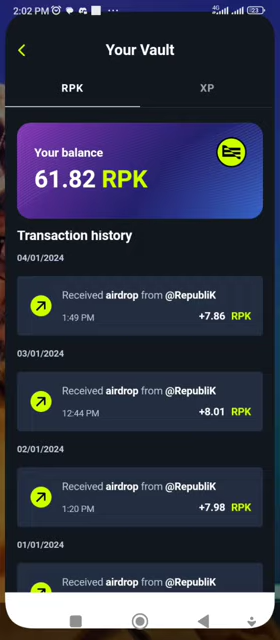 2:02 PM
4G
23
Your Vault
RPK
XP
Your balance
61.82 RPK
Transaction history
04/01/2024
Received airdrop from @RepubliK
1:49 PM
+7.86 RPK
03/01/2024
Received airdrop from @RepubliK
12:44 PM
+8.01 RPK
02/01/2024
Received airdrop from @RepubliK
1:20 PM
+7.98 RPK
01/01/2024
Received airdrop from @RepubliK